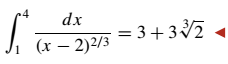 ∫₁⁴ dx/(x − 2)^{2/3} = 3 + 3∛2 ◄